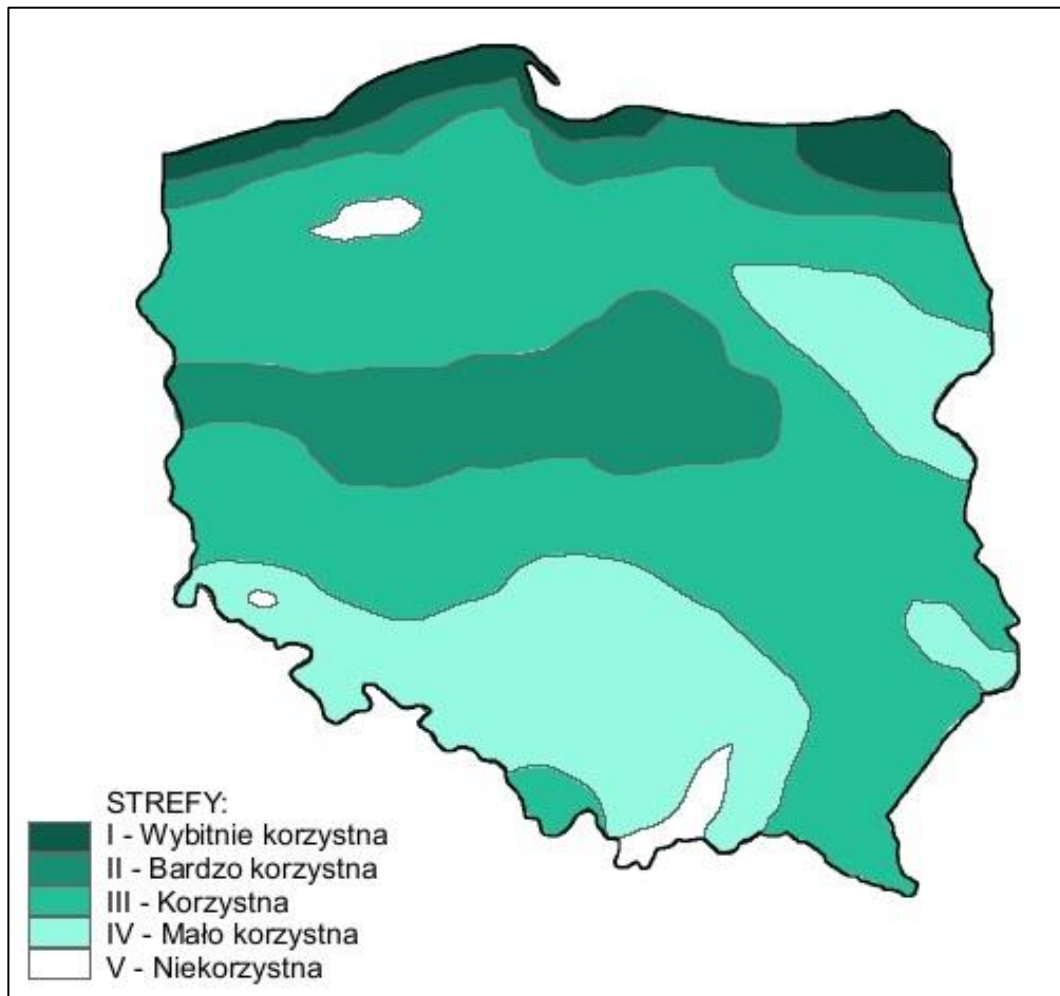 STREFY:
I - Wybitnie korzystna
II - Bardzo korzystna
III - Korzystna
IV - Mało korzystna
V - Niekorzystna